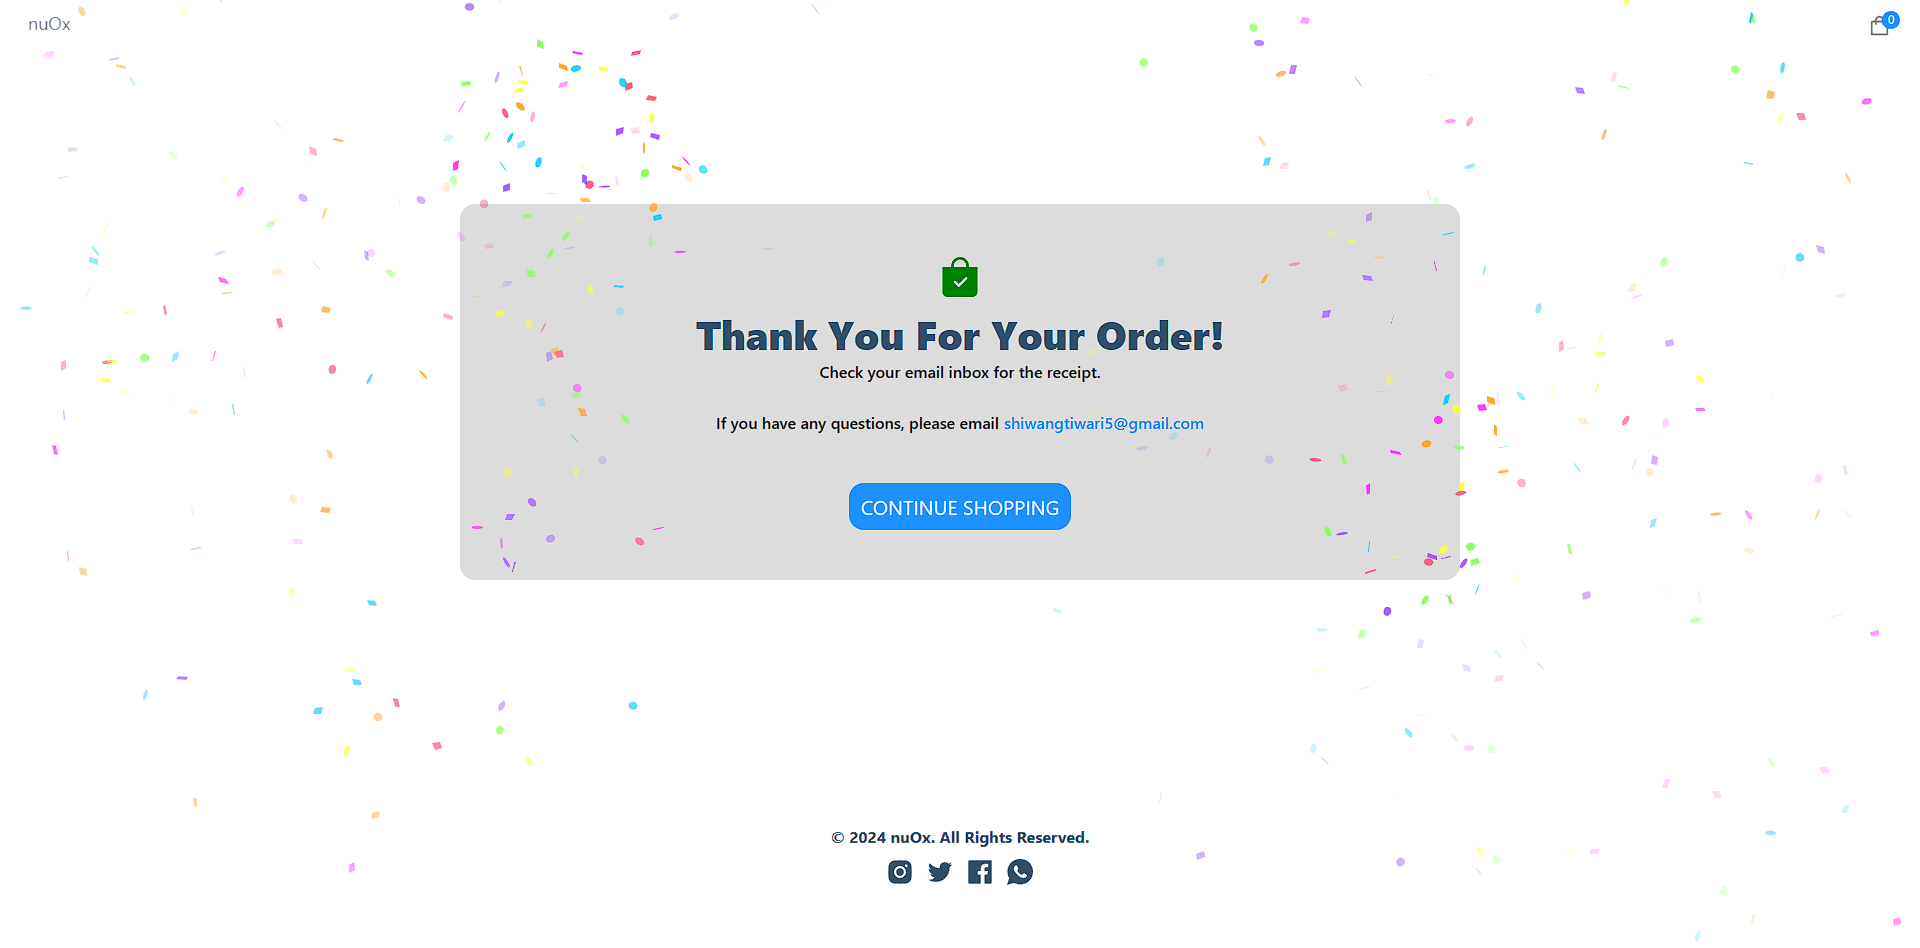 nuOx
0
Thank You For Your Order!
Check your email inbox for the receipt.
If you have any questions, please email shiwangtiwari5@gmail.com
CONTINUE SHOPPING
© 2024 nuOx. All Rights Reserved.